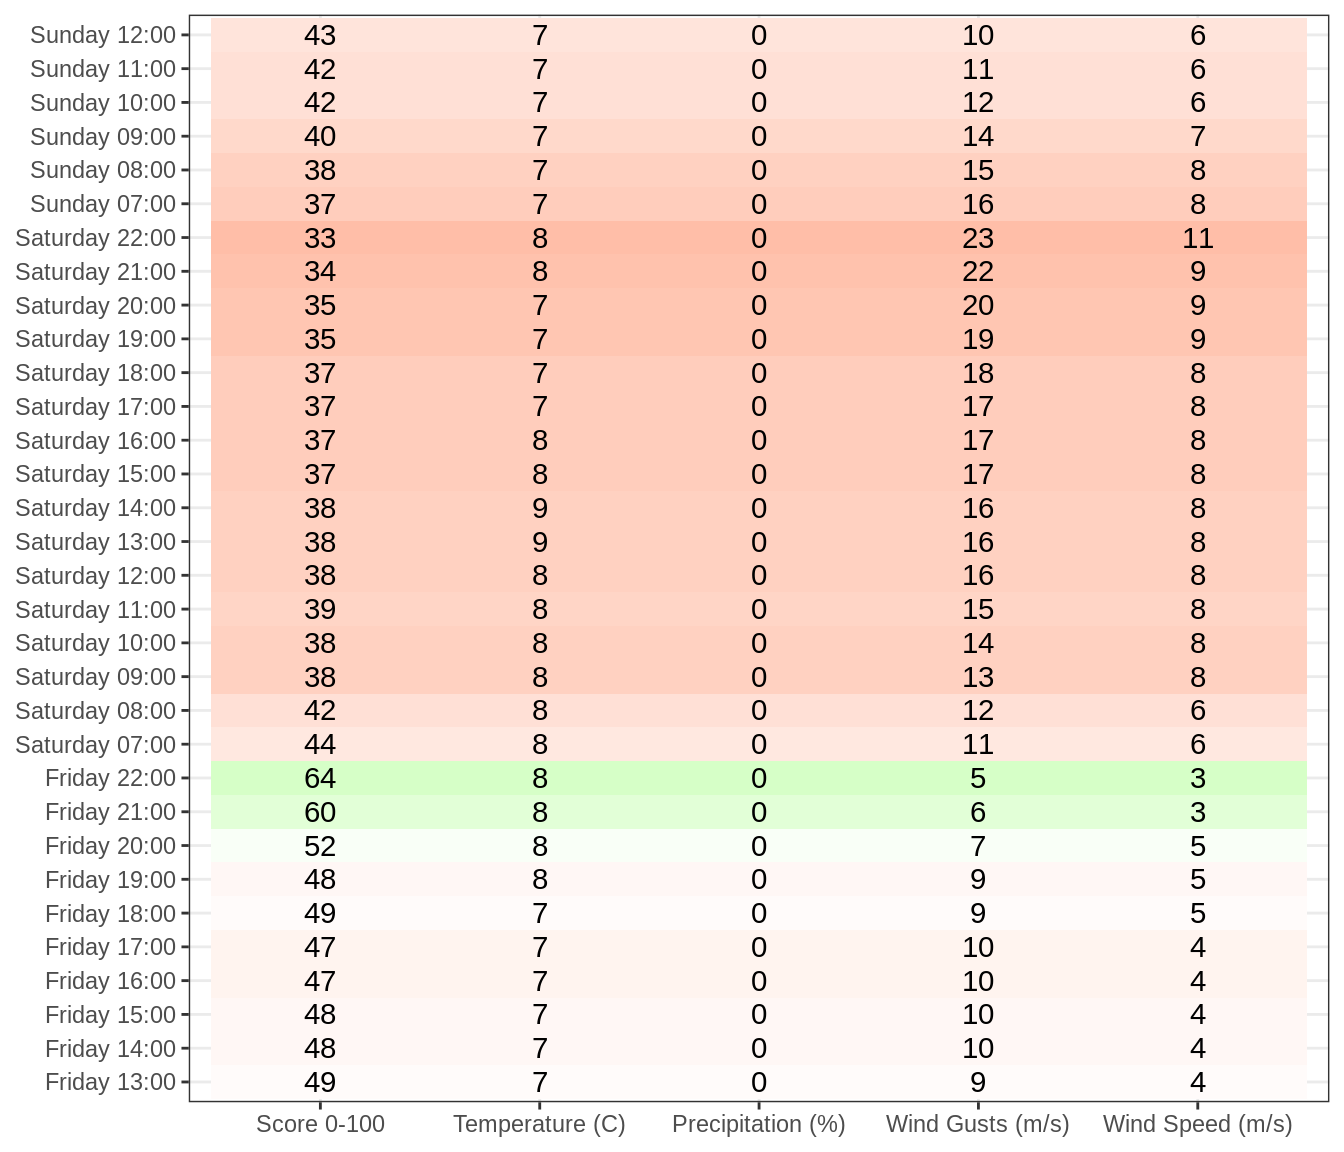 Sunday 12:00 43 7 0 10 6
Sunday 11:00 42 7 0 11 6
Sunday 10:00 42 7 0 12 6
Sunday 09:00 40 7 0 14 7
Sunday 08:00 38 7 0 15 8
Sunday 07:00 37 7 0 16 8
Saturday 22:00 33 8 0 23 11
Saturday 21:00 34 8 0 22 9
Saturday 20:00 35 7 0 20 9
Saturday 19:00 35 7 0 19 9
Saturday 18:00 37 7 0 18 8
Saturday 17:00 37 7 0 17 8
Saturday 16:00 37 8 0 17 8
Saturday 15:00 37 8 0 17 8
Saturday 14:00 38 9 0 16 8
Saturday 13:00 38 9 0 16 8
Saturday 12:00 38 8 0 16 8
Saturday 11:00 39 8 0 15 8
Saturday 10:00 38 8 0 14 8
Saturday 09:00 38 8 0 13 8
Saturday 08:00 42 8 0 12 6
Saturday 07:00 44 8 0 11 6
Friday 22:00 64 8 0 5 3
Friday 21:00 60 8 0 6 3
Friday 20:00 52 8 0 7 5
Friday 19:00 48 8 0 9 5
Friday 18:00 49 7 0 9 5
Friday 17:00 47 7 0 10 4
Friday 16:00 47 7 0 10 4
Friday 15:00 48 7 0 10 4
Friday 14:00 48 7 0 10 4
Friday 13:00 49 7 0 9 4
Score 0-100 Temperature (C) Precipitation (%) Wind Gusts (m/s) Wind Speed (m/s)